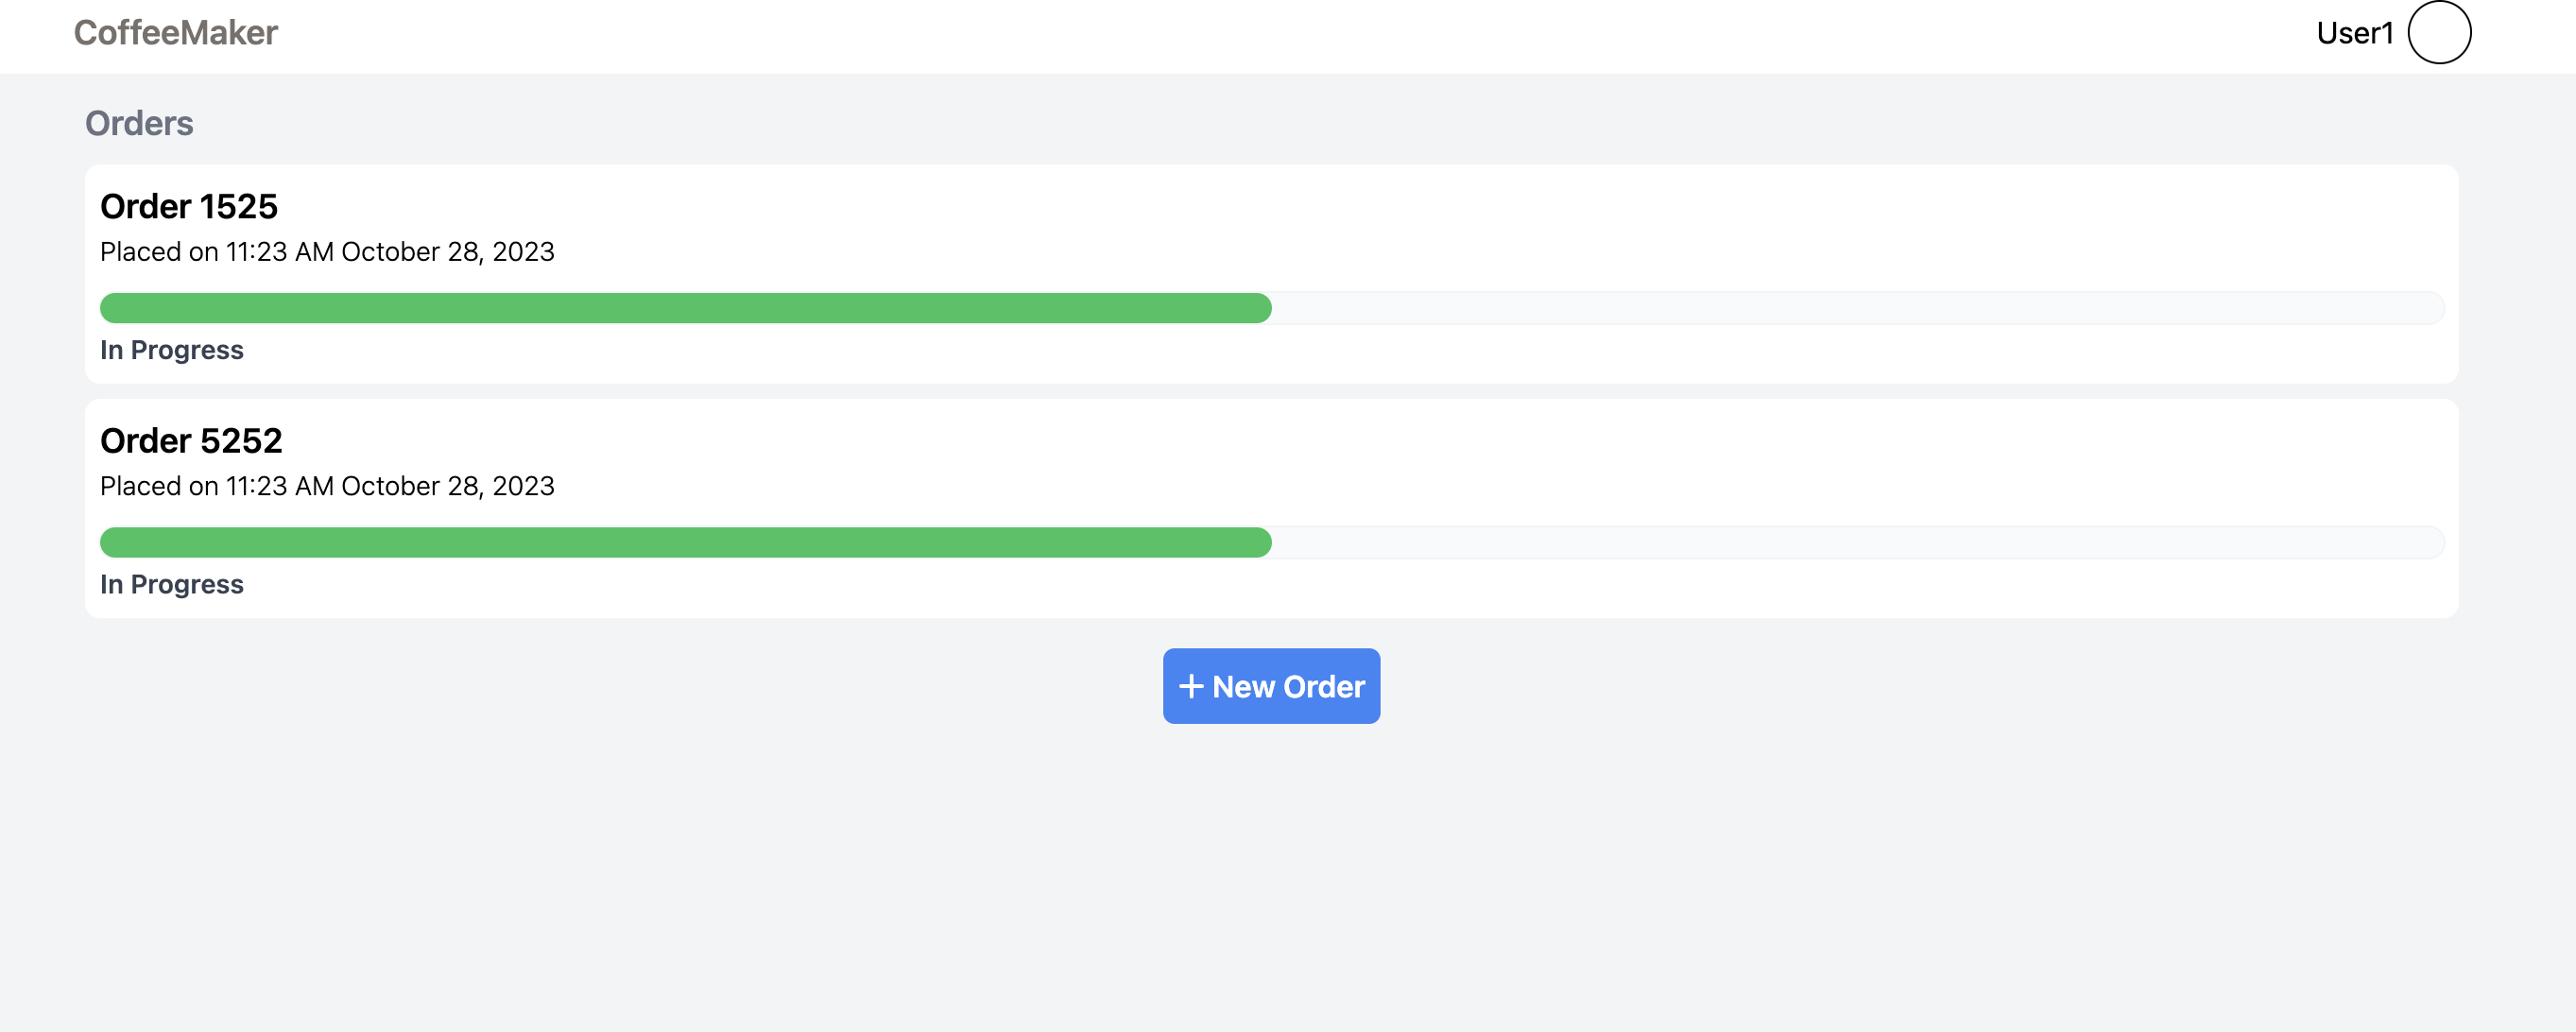 CoffeeMaker
User1
Orders
Order 1525
Placed on 11:23 AM October 28, 2023
In Progress
Order 5252
Placed on 11:23 AM October 28, 2023
In Progress
+ New Order